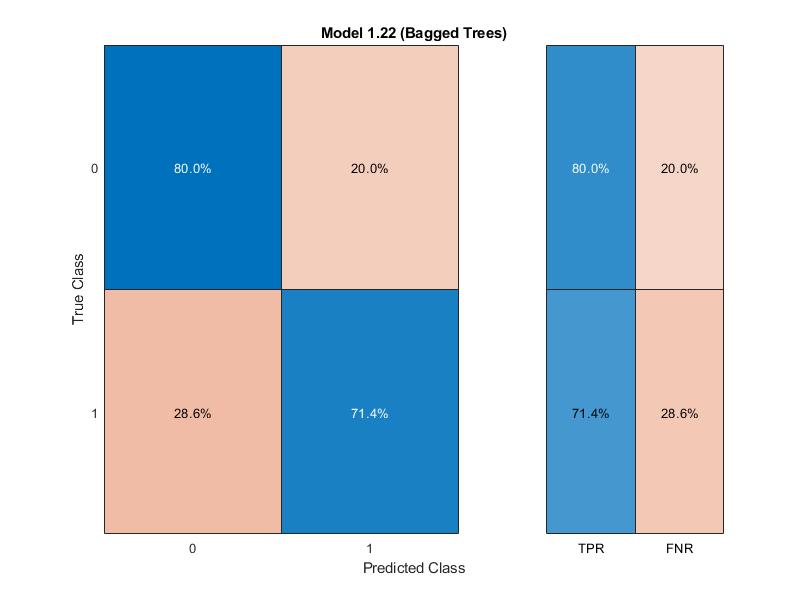 Model 1.22 (Bagged Trees)
0
80.0%
20.0%
80.0%
20.0%
True Class
1
28.6%
71.4%
71.4%
28.6%
0
1
TPR
FNR
Predicted Class